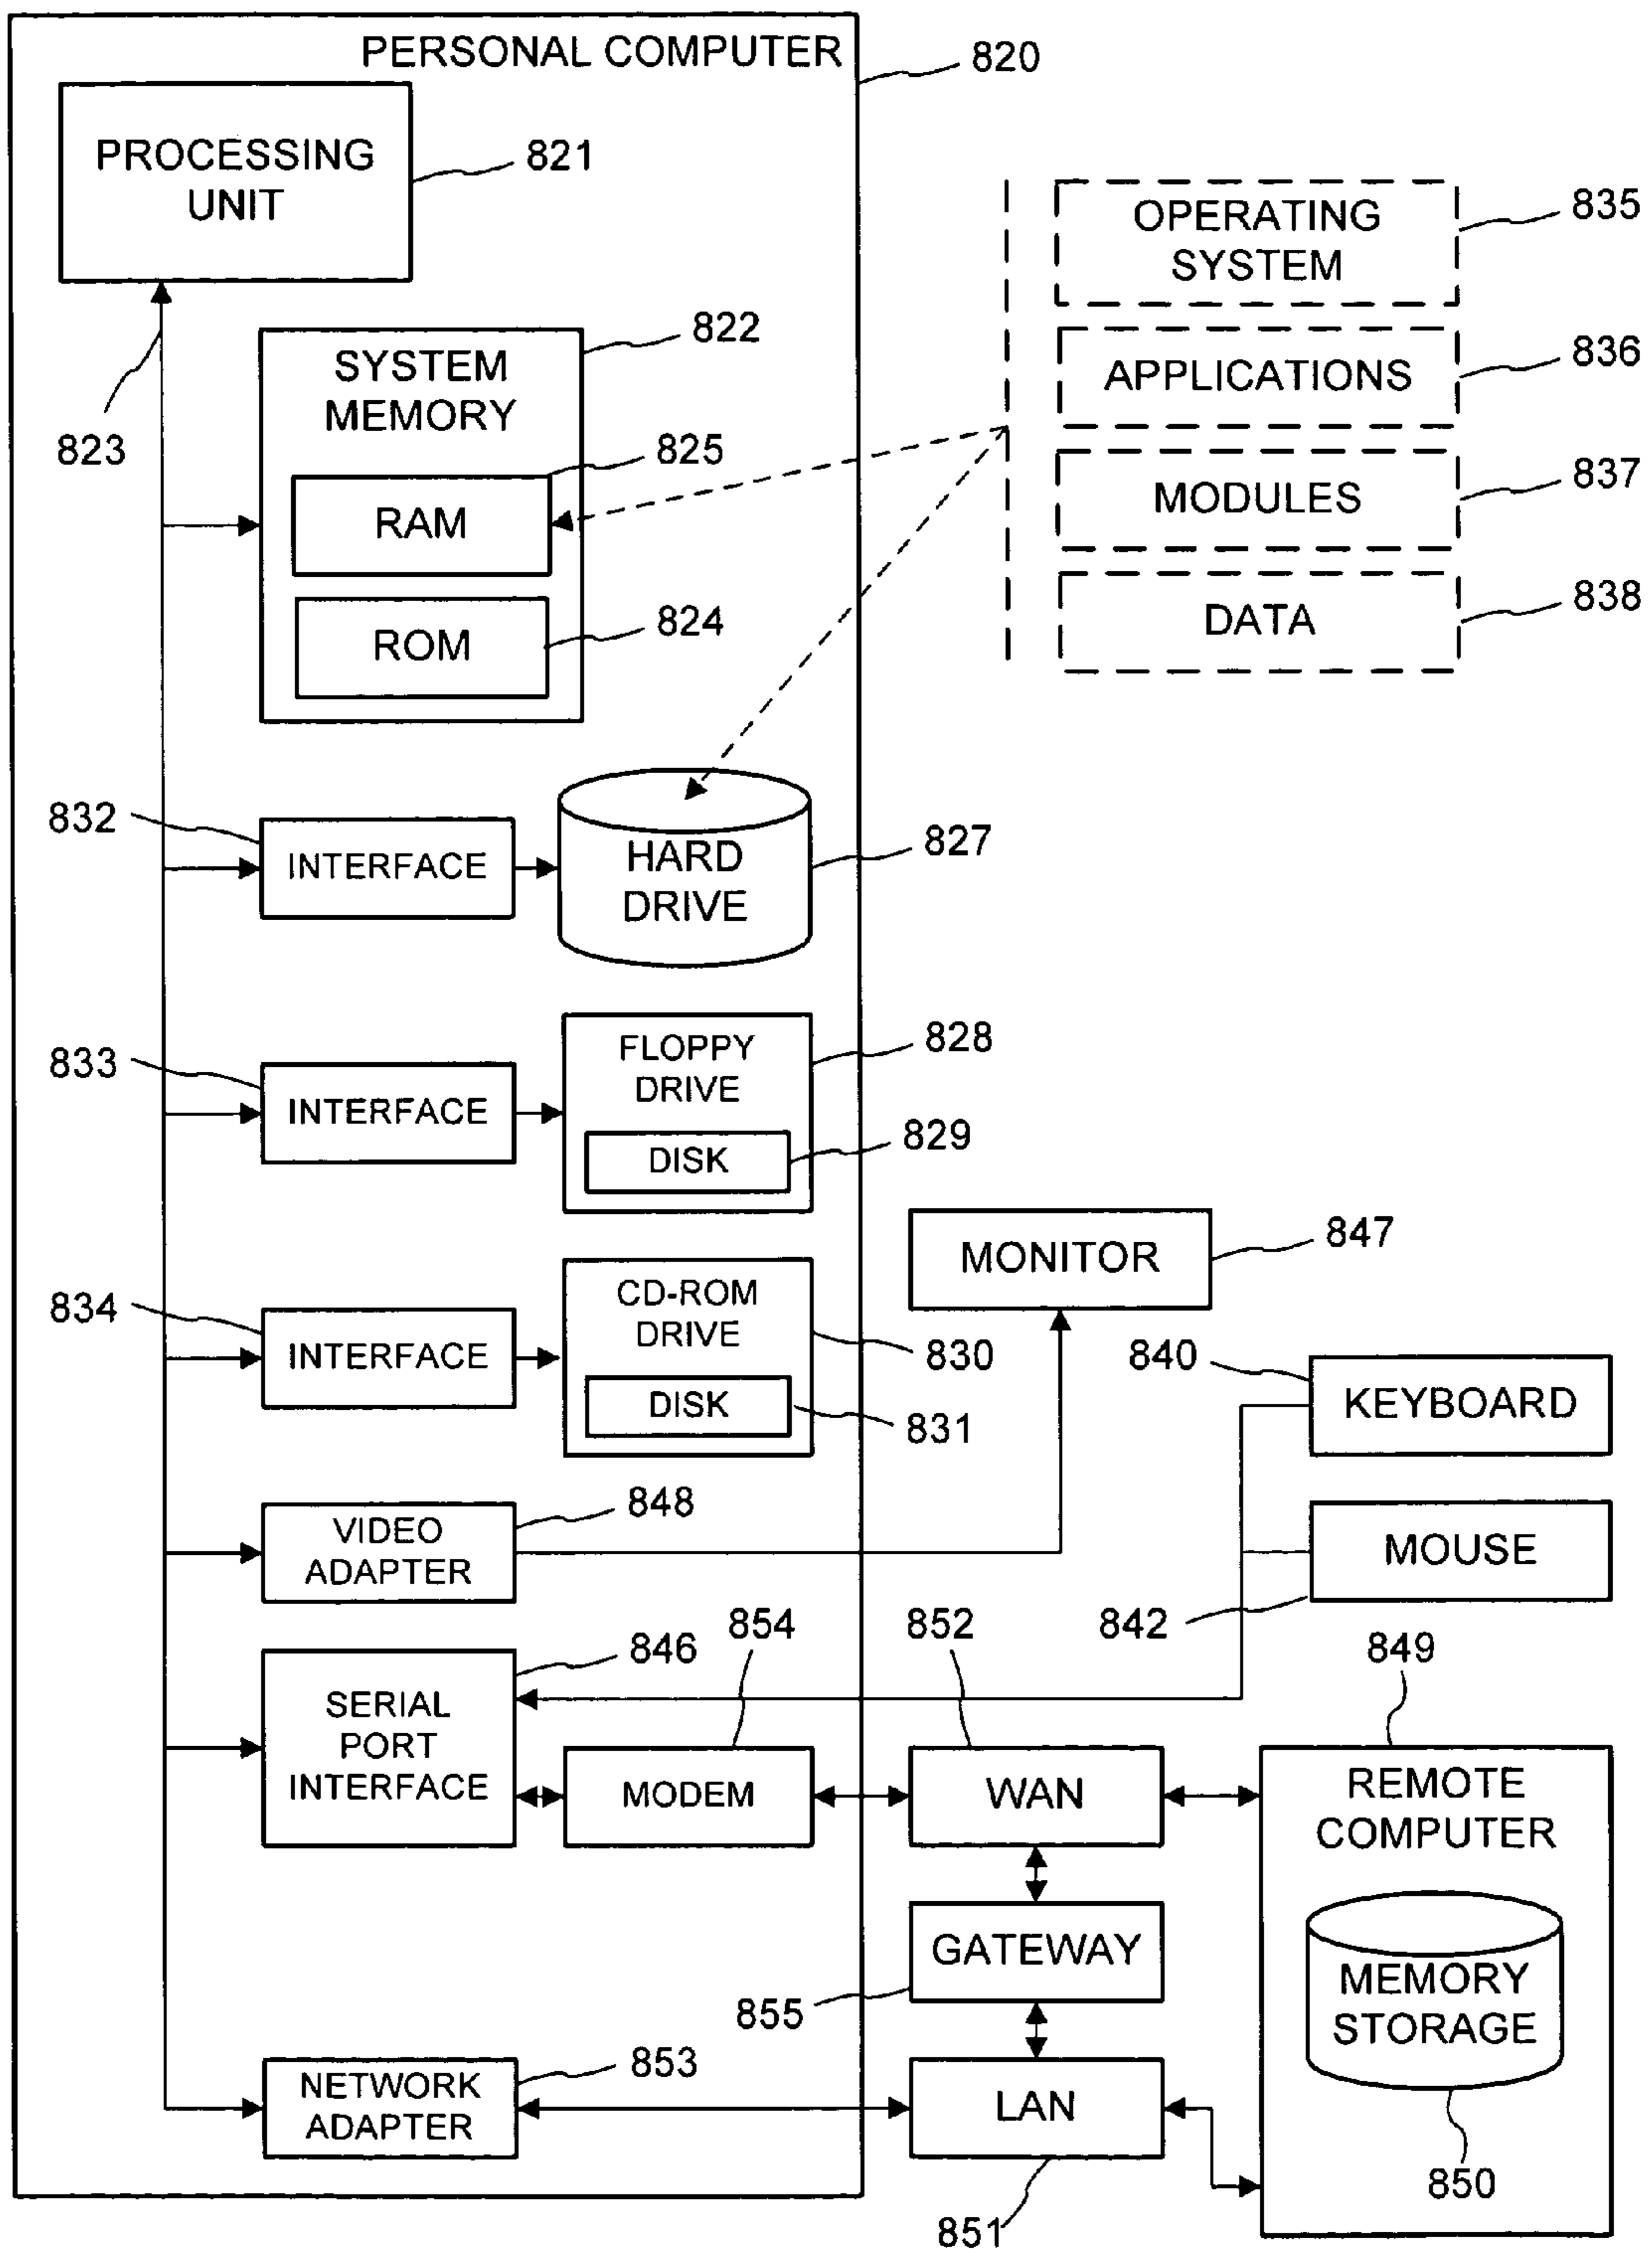 PERSONAL COMPUTER
820
PROCESSING
UNIT
821
823
SYSTEM
MEMORY
822
RAM
825
ROM
824
OPERATING
SYSTEM
835
APPLICATIONS
836
MODULES
837
DATA
838
832
INTERFACE
HARD
DRIVE
827
833
INTERFACE
FLOPPY
DRIVE
828
DISK
829
834
INTERFACE
CD-ROM
DRIVE
830
DISK
831
MONITOR
847
840
KEYBOARD
MOUSE
842
VIDEO
ADAPTER
848
SERIAL
PORT
INTERFACE
846
854
MODEM
852
WAN
849
REMOTE
COMPUTER
GATEWAY
855
MEMORY
STORAGE
850
NETWORK
ADAPTER
853
LAN
851